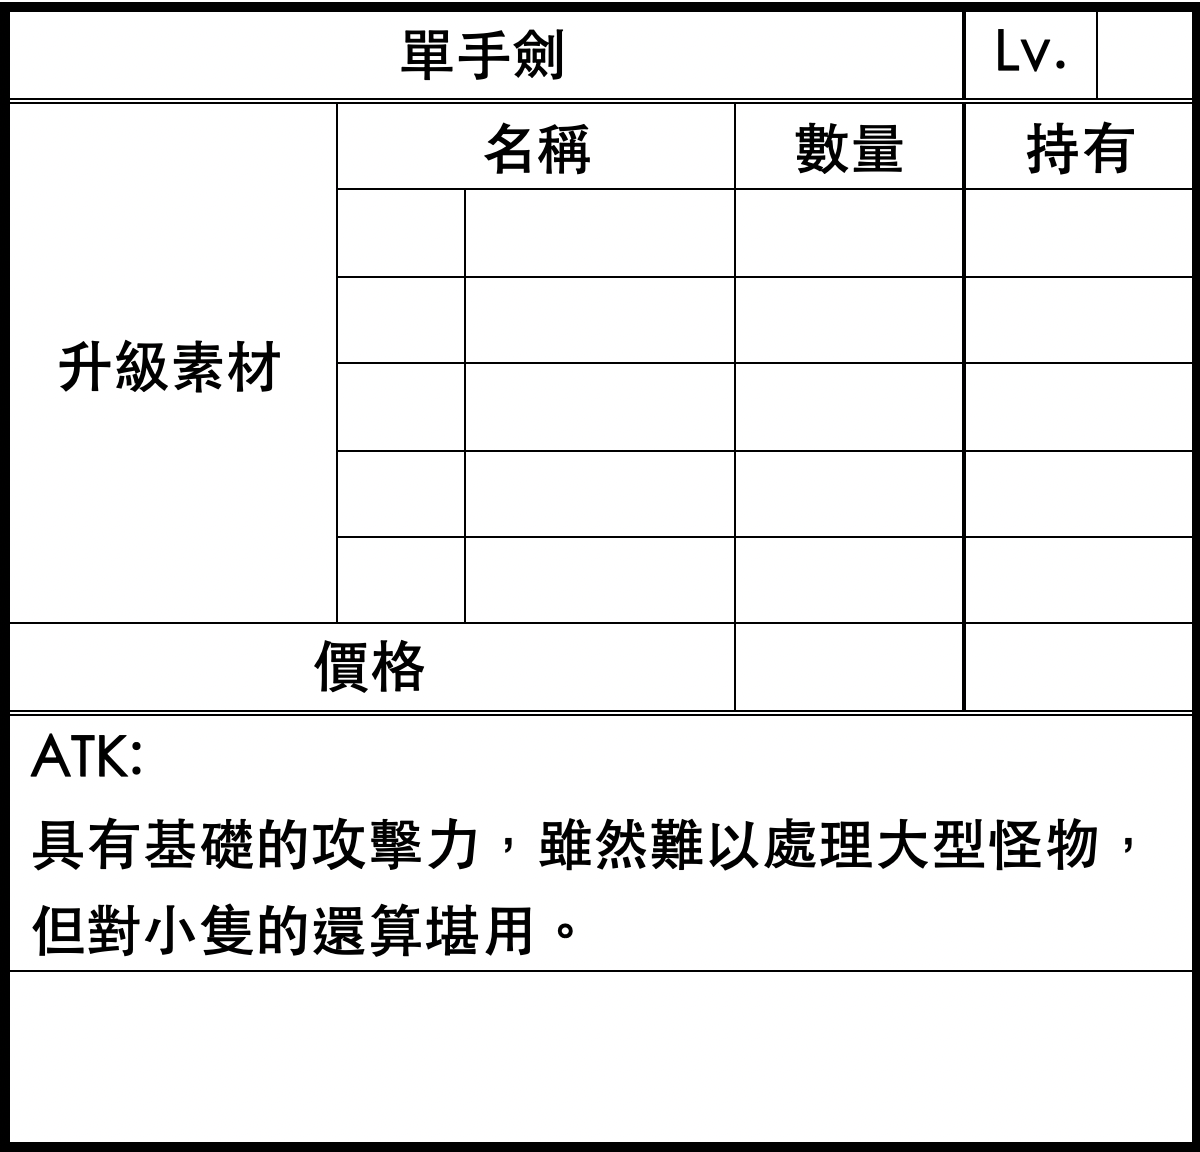 單手劍 Lv.
名稱 數量 持有
升級素材
價格
ATK:
具有基礎的攻擊力，雖然難以處理大型怪物，
但對小隻的還算堪用。